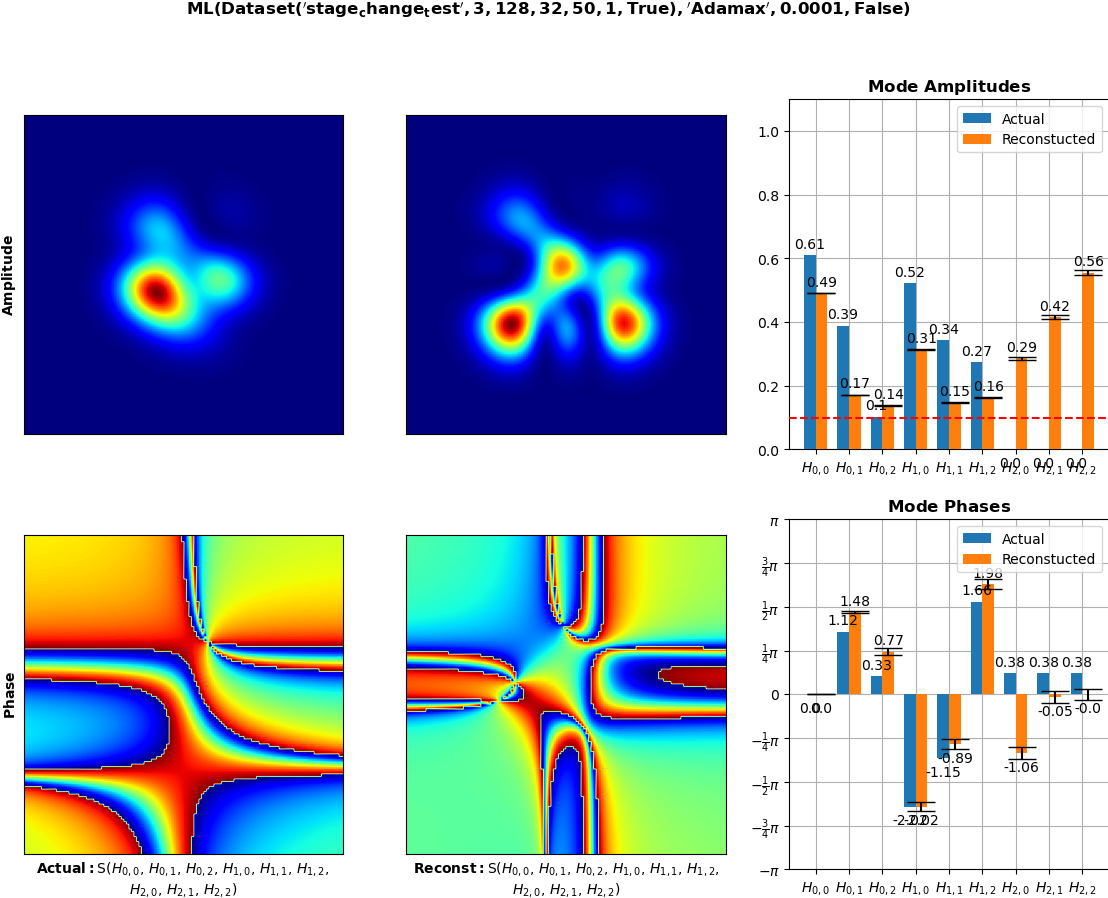 ML(Dataset('stage_change_test', 3, 128, 32, 50, 1, True), 'Adamax', 0.0001, False)
Amplitude
Mode Amplitudes
Actual
Reconstucted
1.0
0.8
0.6
0.4
0.2
0.0
0.61
0.49
0.39
0.17
0.1
0.14
0.52
0.31
0.34
0.15
0.27
0.16
0.0
0.29
0.0
0.42
0.0
0.56
H0,0 H0,1 H0,2 H1,0 H1,1 H1,2 H2,0 H2,1 H2,2
Phase
Mode Phases
Actual
Reconstucted
π
3/4π
1/2π
1/4π
0
−1/4π
−1/2π
−3/4π
−π
0.0
0.0
1.12
1.48
0.33
0.77
-2.02
-1.15
-0.89
1.66
1.98
0.38
-1.06
0.38
-0.05
0.38
-0.0
H0,0 H0,1 H0,2 H1,0 H1,1 H1,2 H2,0 H2,1 H2,2
Actual: S(H0,0, H0,1, H0,2, H1,0, H1,1, H1,2,
H2,0, H2,1, H2,2)
Reconst: S(H0,0, H0,1, H0,2, H1,0, H1,1, H1,2,
H2,0, H2,1, H2,2)